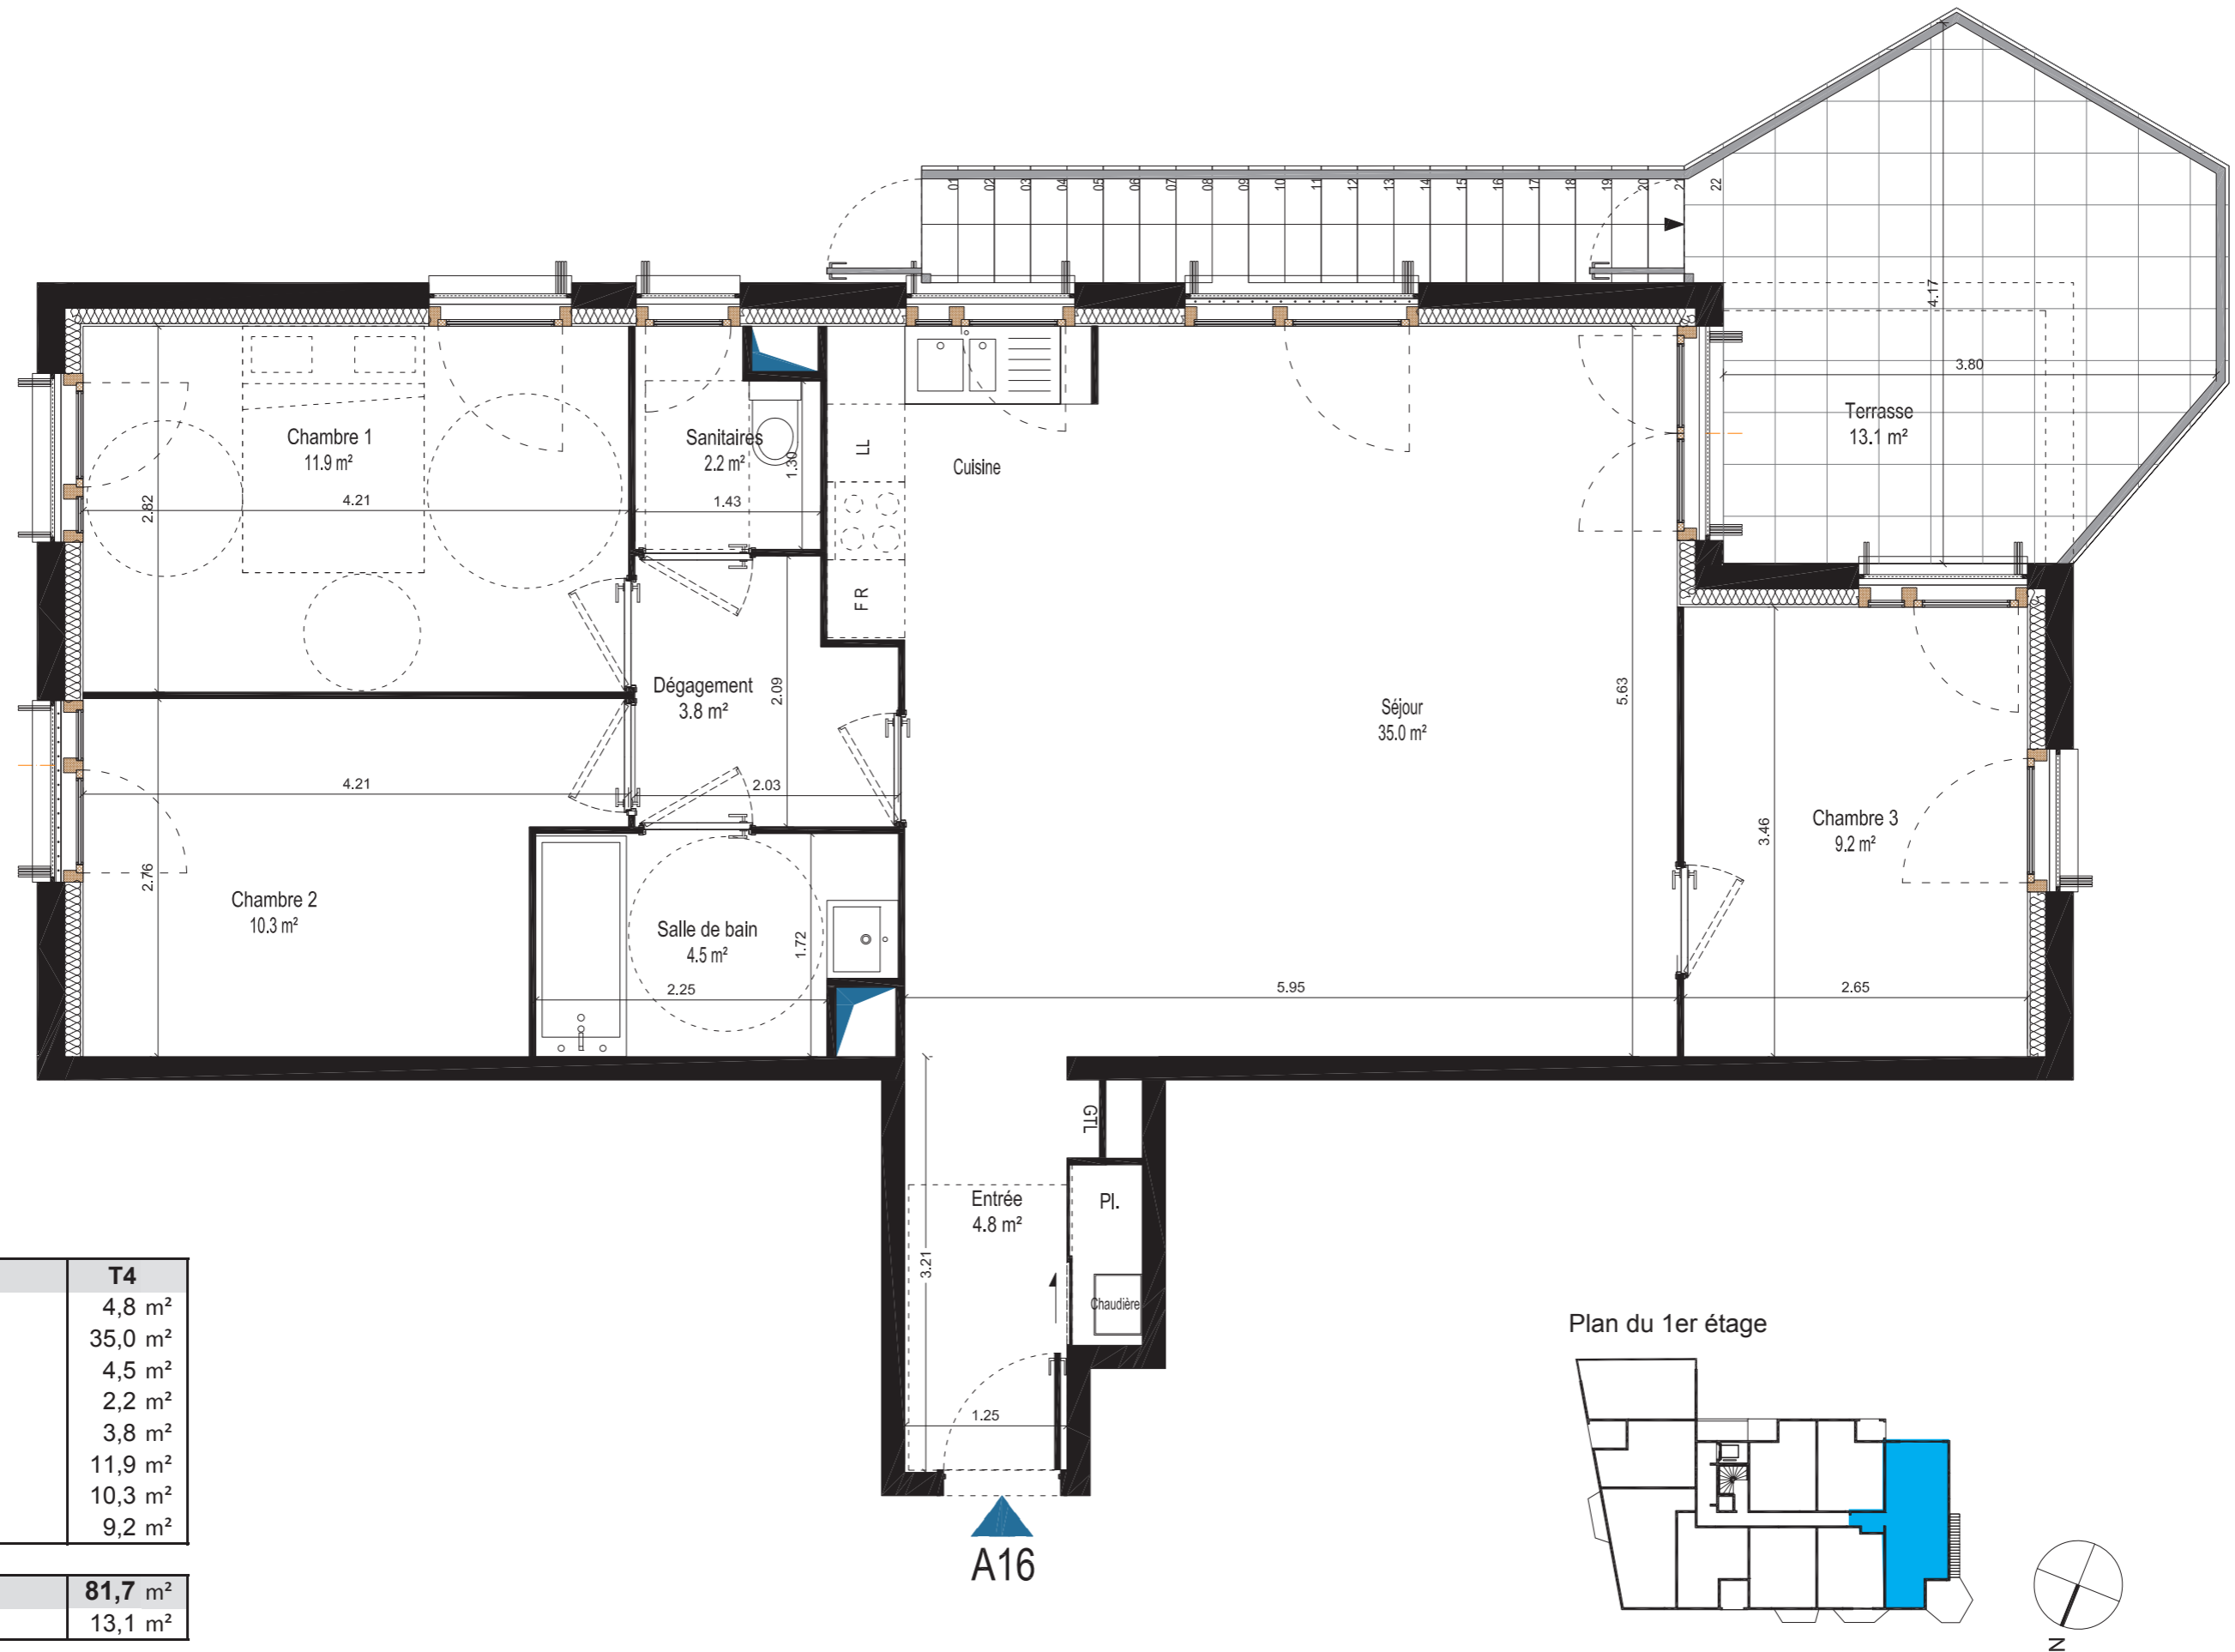 01 02 03 04 05 06 07 08 09 10 11 12 13 14 15 16 17 18 19 20 21 22
4.17
3.80
Terrasse
13.1 m²
Chambre 1
11.9 m²
2.82
4.21
Sanitaires
2.2 m²
1.30
1.43
LL
Cuisine
FR
Dégagement
3.8 m²
2.09
2.03
Séjour
35.0 m²
5.63
5.95
4.21
2.76
Chambre 2
10.3 m²
Salle de bain
4.5 m²
1.72
2.25
Chambre 3
9.2 m²
3.46
2.65
GTL
Entrée
4.8 m²
Pl.
3.21
Chaudière
1.25
A16
T4
4,8 m²
35,0 m²
4,5 m²
2,2 m²
3,8 m²
11,9 m²
10,3 m²
9,2 m²
81,7 m²
13,1 m²
Plan du 1er étage
N